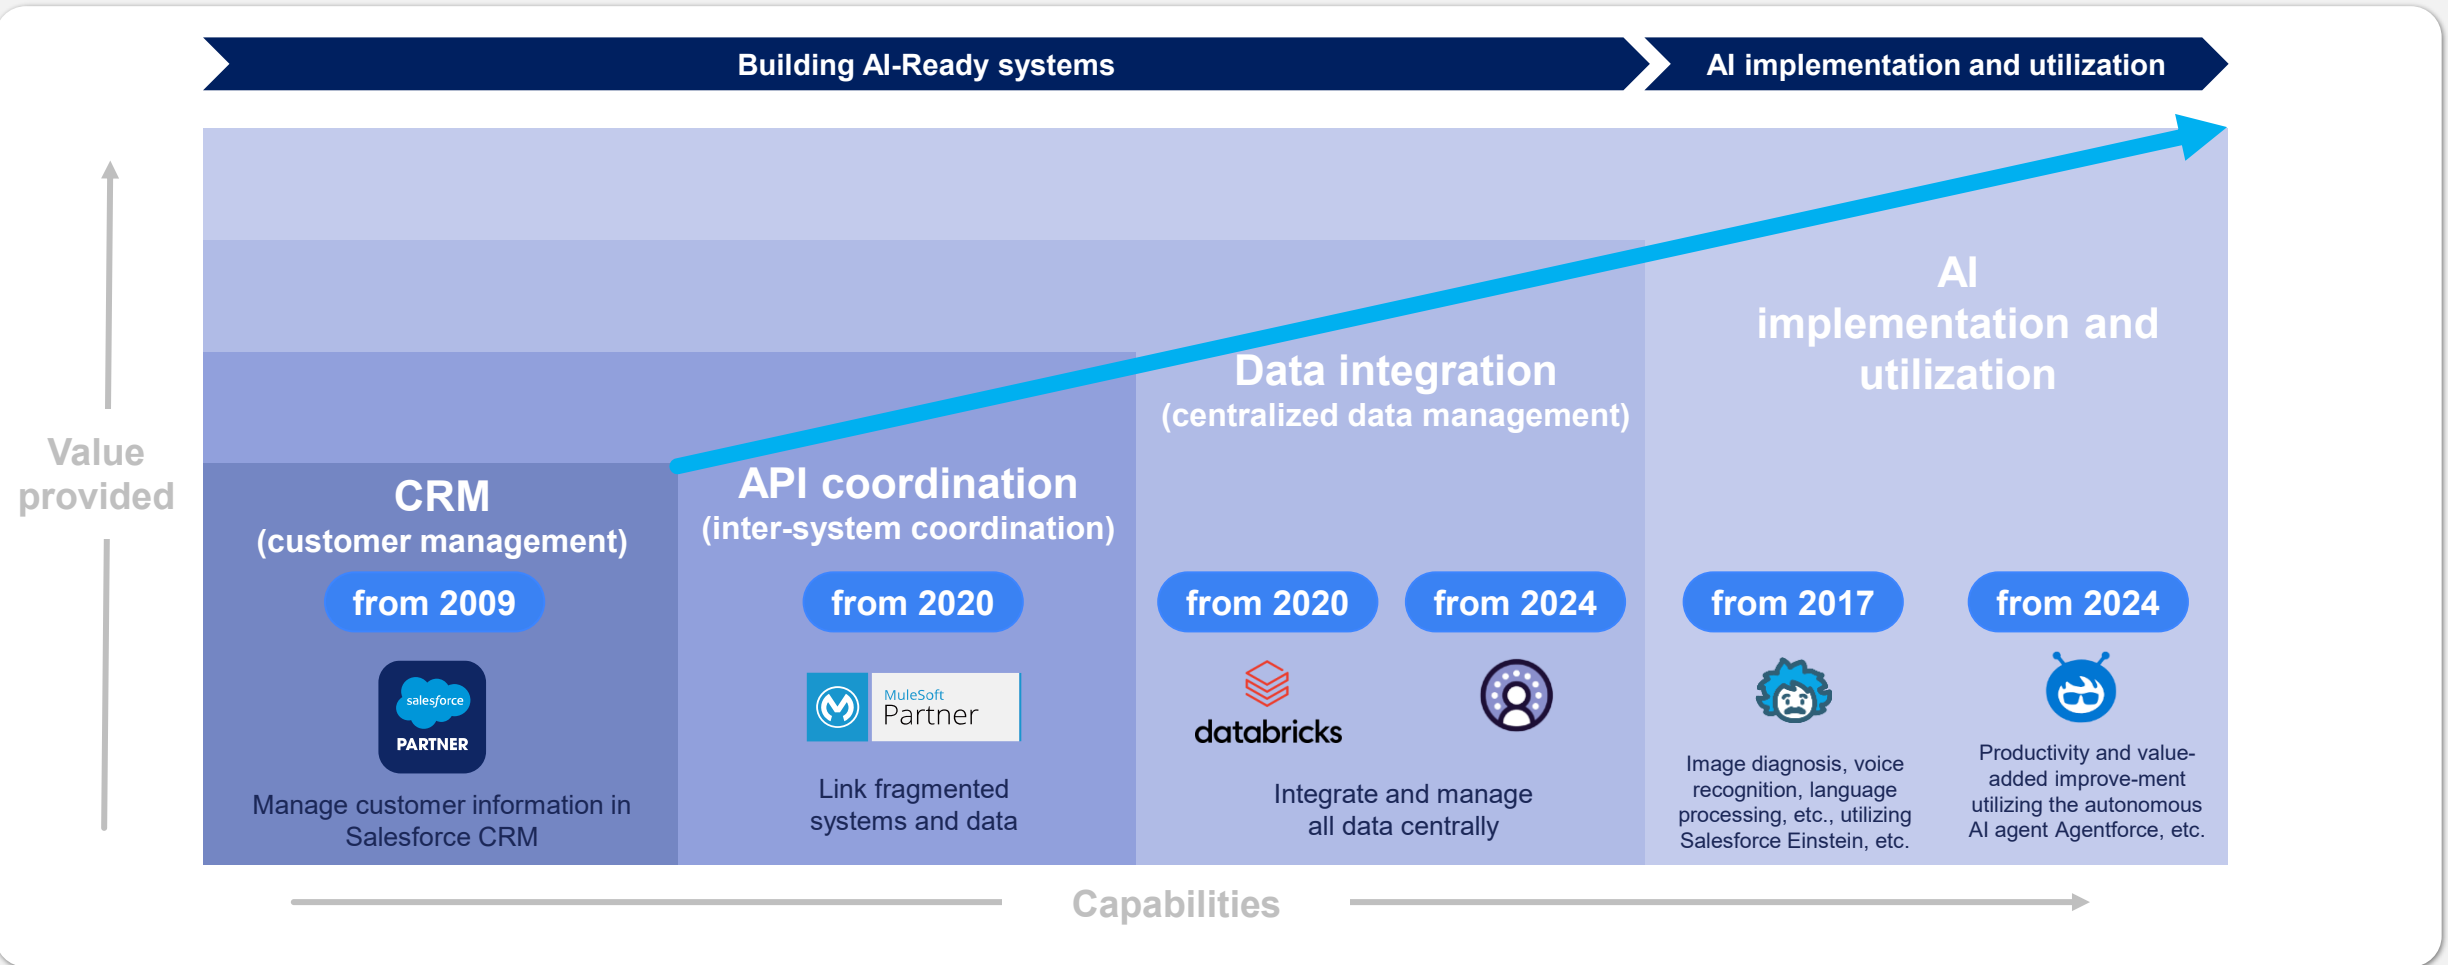 Building AI-Ready systems
AI implementation and utilization
Value
provided
CRM
(customer management)
from 2009
salesforce
PARTNER
Manage customer information in
Salesforce CRM
API coordination
(inter-system coordination)
from 2020
MuleSoft
Partner
Link fragmented
systems and data
Data integration
(centralized data management)
from 2020
from 2024
databricks
Integrate and manage
all data centrally
AI
implementation and
utilization
from 2017
Image diagnosis, voice
recognition, language
processing, etc., utilizing
Salesforce Einstein, etc.
from 2024
Productivity and value-
added improve-ment
utilizing the autonomous
AI agent Agentforce, etc.
Capabilities